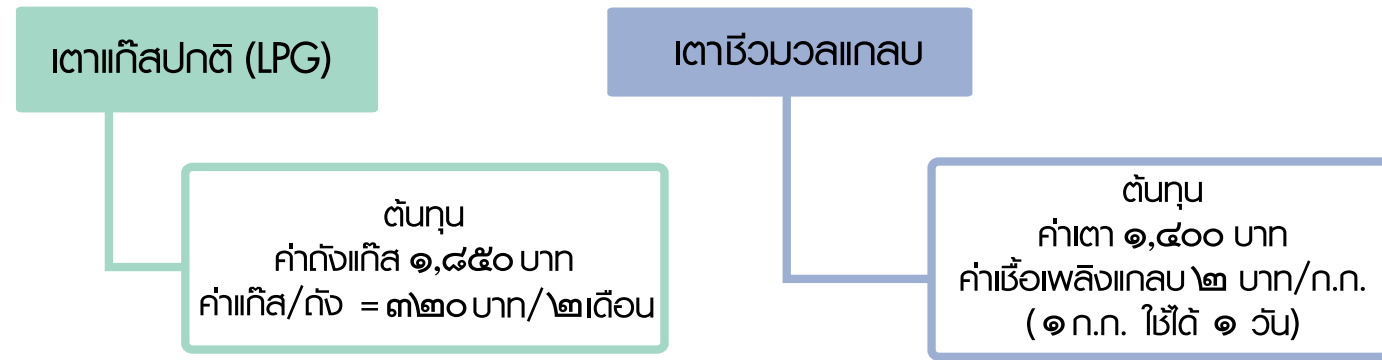 เตาแก๊สปกติ (LPG)
เตาชีวมวลแกลบ
ต้นทุน
ค่าถังแก๊ส ๑,๘๕๐ บาท
ค่าแก๊ส/ถัง = ๓๒๐ บาท/๒ เดือน
ต้นทุน
ค่าเตา ๑,๔๐๐ บาท
ค่าเชื้อเพลิงแกลบ ๒ บาท/ก.ก.
(๑ ก.ก. ใช้ได้ ๑ วัน)